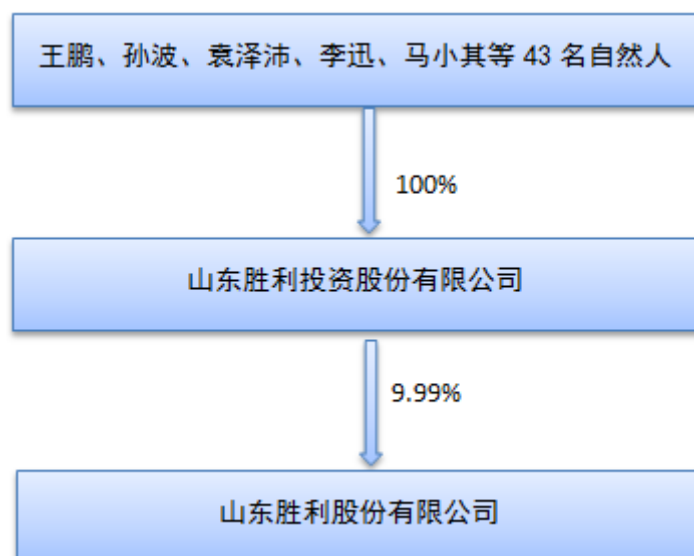 王鹏、孙波、袁泽沛、李迅、马小其等 43 名自然人
100%
山东胜利投资股份有限公司
9.99%
山东胜利股份有限公司